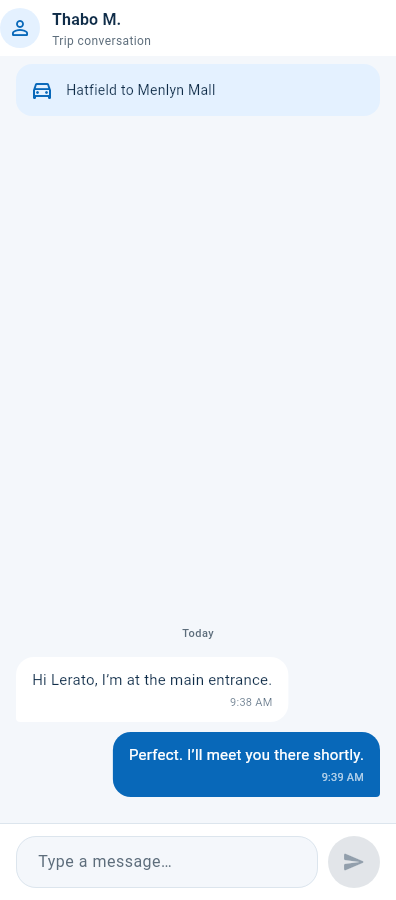 Thabo M.
Trip conversation
Hatfield to Menlyn Mall
Today
Hi Lerato, I’m at the main entrance.
9:38 AM
Perfect. I’ll meet you there shortly.
9:39 AM
Type a message…